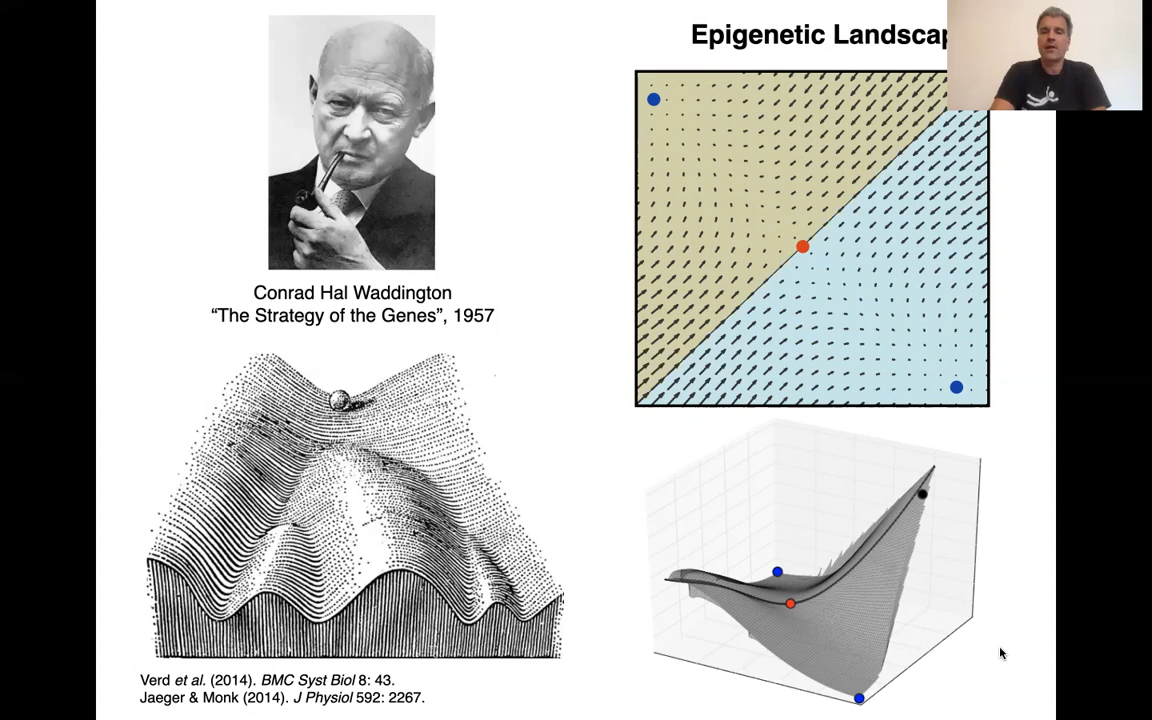 Epigenetic Landscap
Conrad Hal Waddington
“The Strategy of the Genes”, 1957
Verd et al. (2014). BMC Syst Biol 8: 43.
Jaeger & Monk (2014). J Physiol 592: 2267.